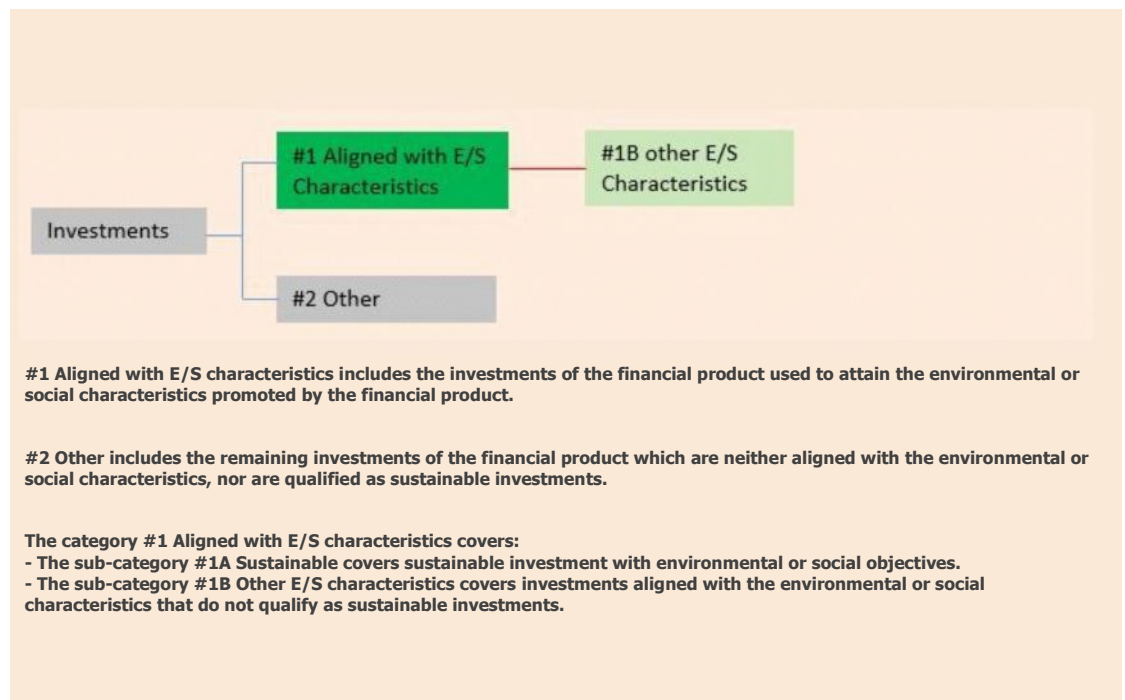 #1 Aligned with E/S
Characteristics
#1B other E/S
Characteristics
Investments
#2 Other
#1 Aligned with E/S characteristics includes the investments of the financial product used to attain the environmental or
social characteristics promoted by the financial product.
#2 Other includes the remaining investments of the financial product which are neither aligned with the environmental or
social characteristics, nor are qualified as sustainable investments.
The category #1 Aligned with E/S characteristics covers:
- The sub-category #1A Sustainable covers sustainable investment with environmental or social objectives.
- The sub-category #1B Other E/S characteristics covers investments aligned with the environmental or social
characteristics that do not qualify as sustainable investments.